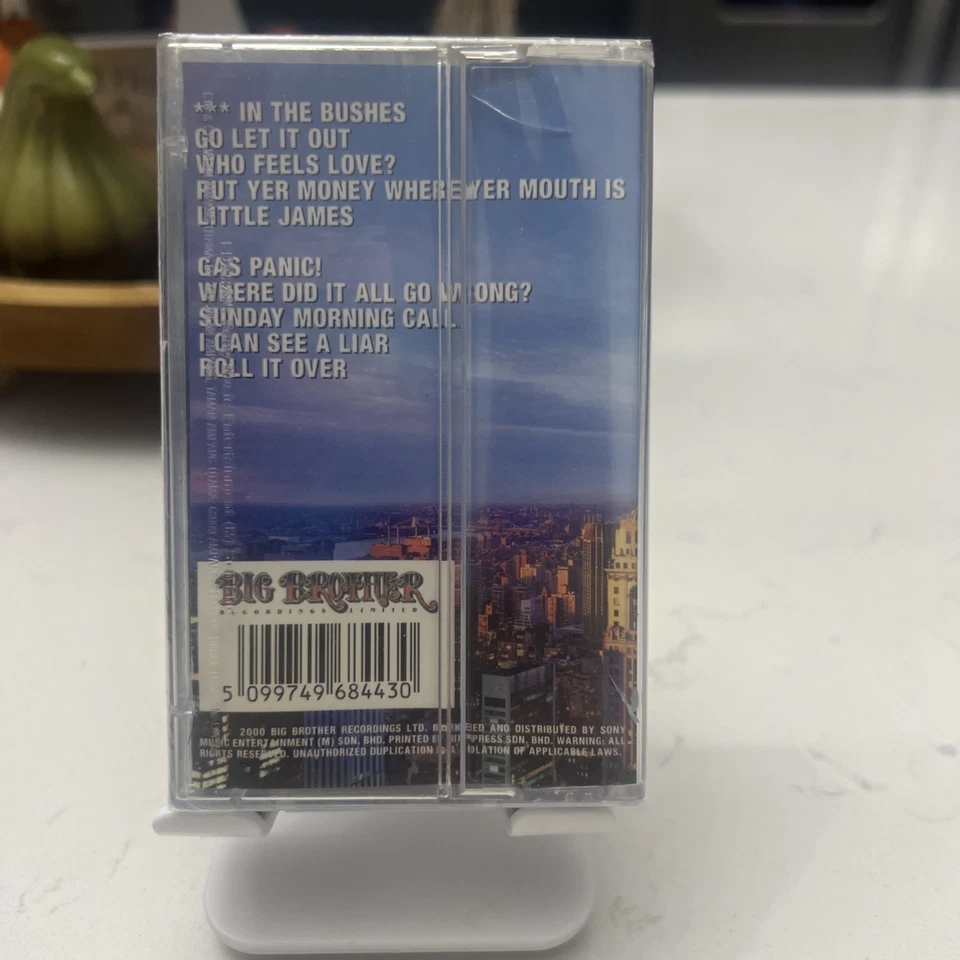 *** IN THE BUSHES
GO LET IT OUT
WHO FEELS LOVE?
PUT YER MONEY WHERE YER MOUTH IS
LITTLE JAMES
GAS PANIC!
WHERE DID IT ALL GO WRONG?
SUNDAY MORNING CALL
I CAN SEE A LIAR
ROLL IT OVER
BIG BROTHER
RECORDINGS LIMITED
5 099749 684430
2000 BIG BROTHER RECORDINGS LTD. MARKETED AND DISTRIBUTED BY SONY
MUSIC ENTERTAINMENT (M) SDN. BHD. PRINTED BY PRESS SDN. BHD. WARNING: ALL
RIGHTS RESERVED. UNAUTHORIZED DUPLICATION IS A VIOLATION OF APPLICABLE LAWS.